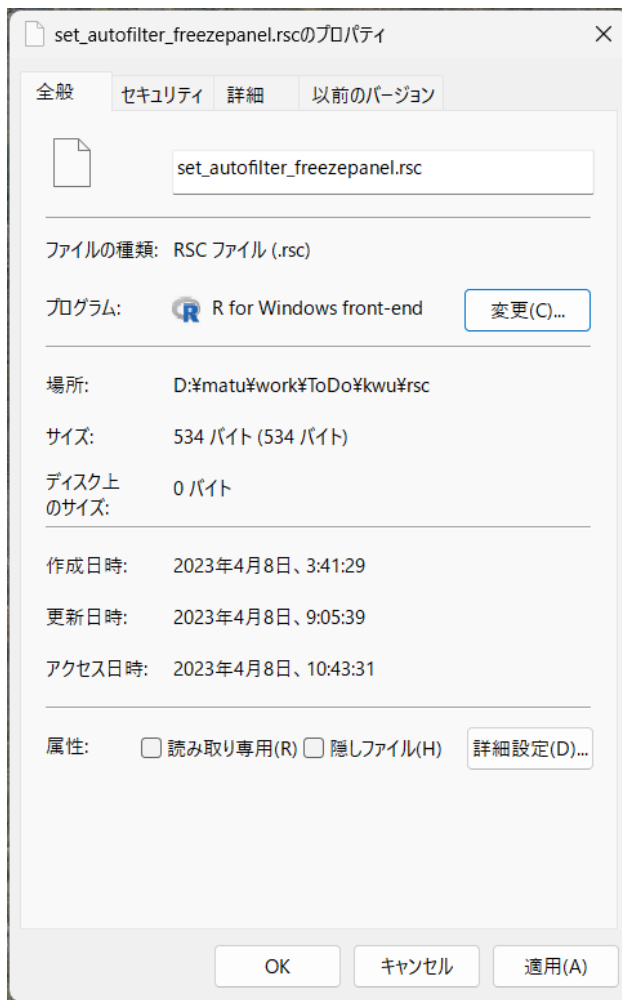 set_autofilter_freezepanel.rscのプロパティ
全般 セキュリティ 詳細 以前のバージョン
set_autofilter_freezepanel.rsc
ファイルの種類: RSC ファイル (.rsc)
プログラム: R for Windows front-end 変更(C)...
場所: D:¥matu¥work¥ToDo¥kwu¥rsc
サイズ: 534 バイト (534 バイト)
ディスク上
のサイズ: 0 バイト
作成日時: 2023年4月8日、3:41:29
更新日時: 2023年4月8日、9:05:39
アクセス日時: 2023年4月8日、10:43:31
属性: 読み取り専用(R) 隠しファイル(H) 詳細設定(D)...
OK キャンセル 適用(A)